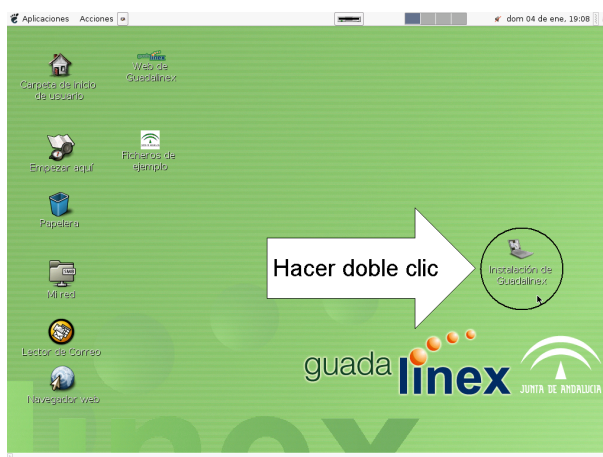 Aplicaciones Acciones
dom 04 de ene, 19:08
Carpeta de inicio
de usuario
linex
Web de
Guadalinex
Empezar aquí
Ficheros de
ejemplo
Papelera
Hacer doble clic
Instalación de
Guadalinex
Mi red
Lector de Correo
Navegador web
guadalinex
JUNTA DE ANDALUCIA
linex